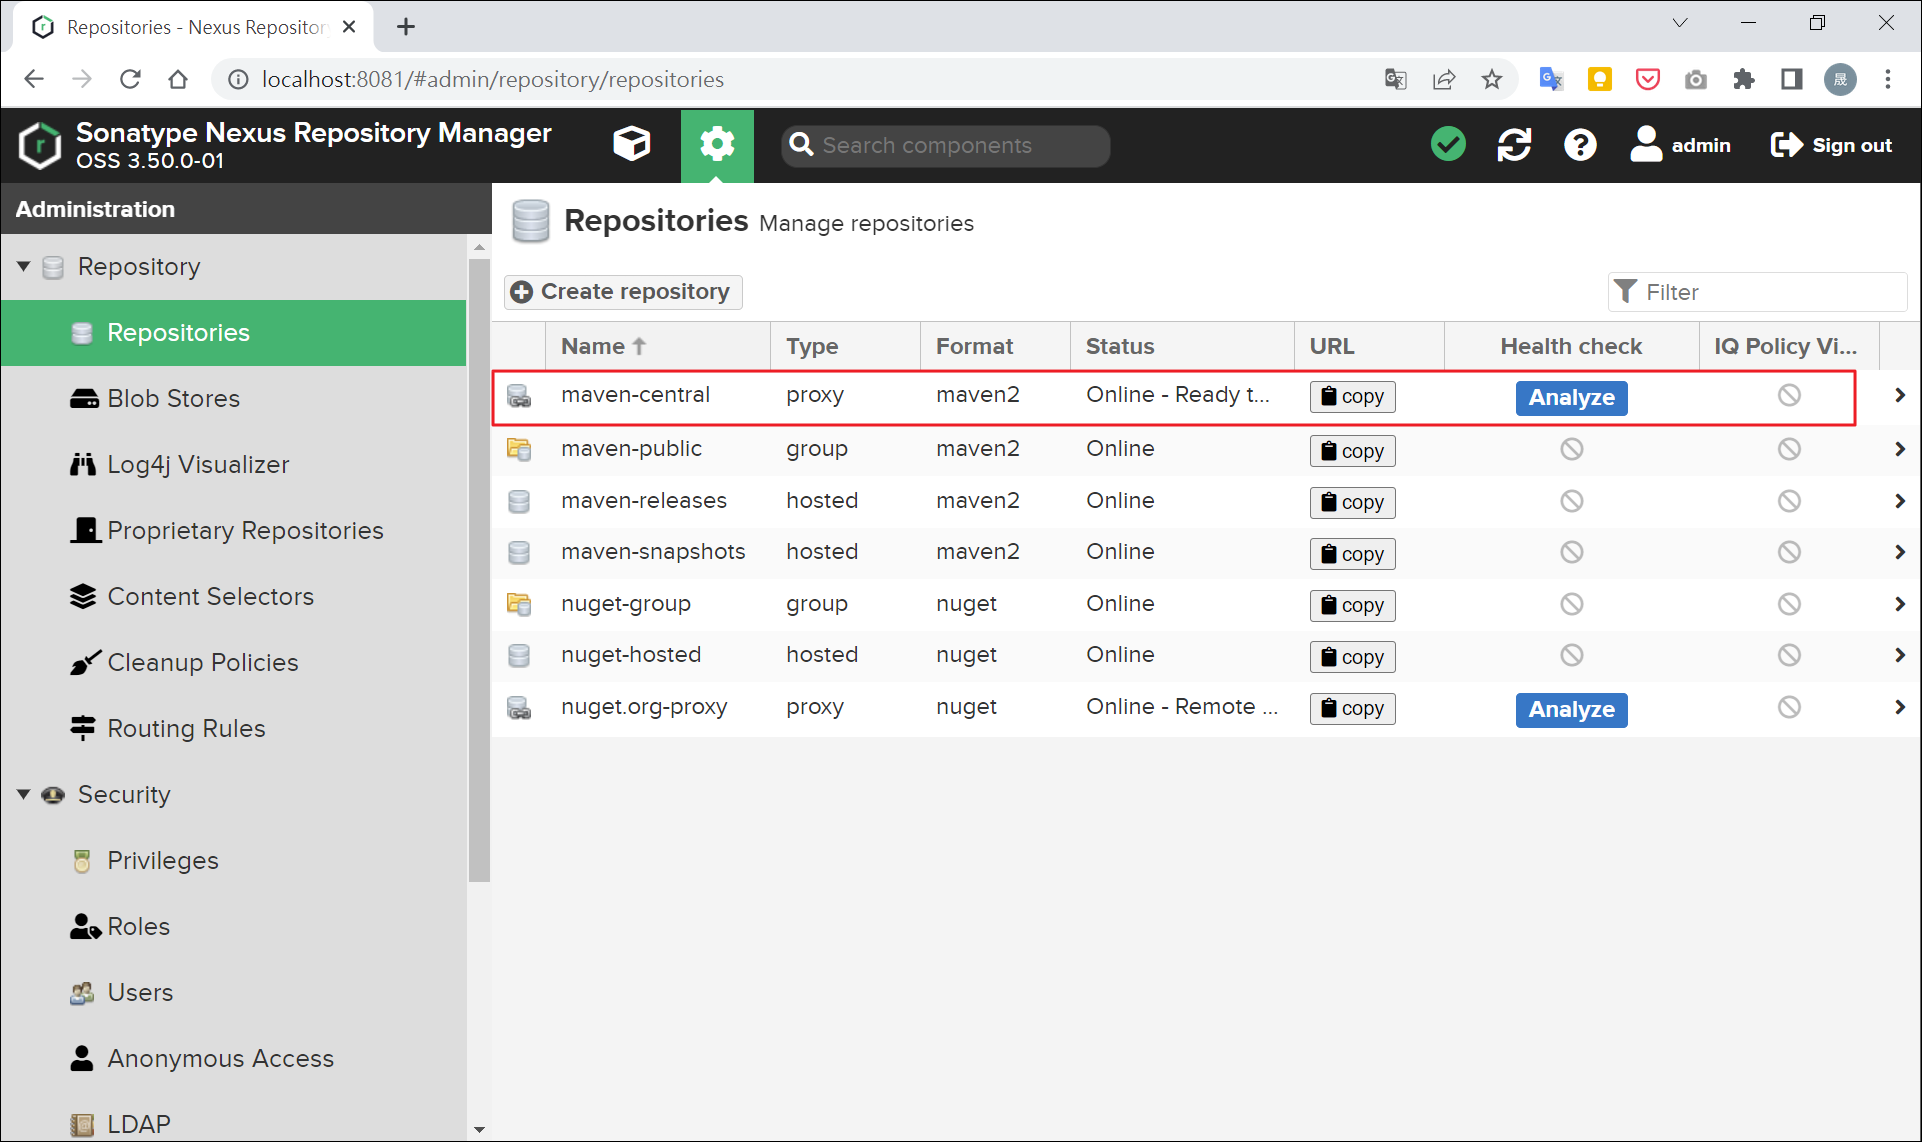 Repositories - Nexus Repository
localhost:8081/#admin/repository/repositories
晟
Sonatype Nexus Repository Manager
OSS 3.50.0-01
Search components
admin
Sign out
Administration
Repository
Repositories
Blob Stores
Log4j Visualizer
Proprietary Repositories
Content Selectors
Cleanup Policies
Routing Rules
Security
Privileges
Roles
Users
Anonymous Access
LDAP
Repositories Manage repositories
Create repository
Filter
Name Type Format Status URL Health check IQ Policy Vi...
maven-central proxy maven2 Online - Ready t... copy Analyze
maven-public group maven2 Online copy
maven-releases hosted maven2 Online copy
maven-snapshots hosted maven2 Online copy
nuget-group group nuget Online copy
nuget-hosted hosted nuget Online copy
nuget.org-proxy proxy nuget Online - Remote ... copy Analyze